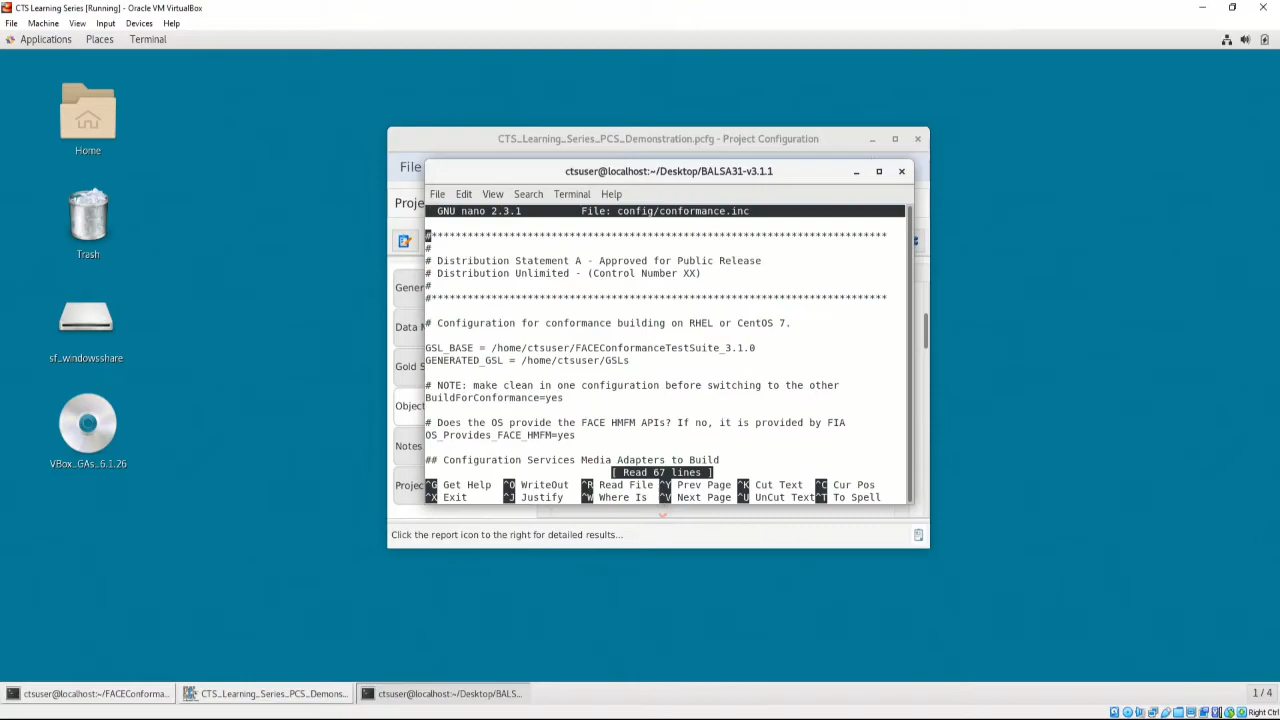 CTS Learning Series [Running] - Oracle VM VirtualBox
File Machine View Input Devices Help
Applications Places Terminal
Home
Trash
sf_windowsshare
VBox_GAs_6.1.26
CTS_Learning_Series_PCS_Demonstration.pcfg - Project Configuration
File
Proje
Gener
Data M
Gold S
Object
Notes
Projec
ctsuser@localhost:~/Desktop/BALSA31-v3.1.1
File Edit View Search Terminal Help
GNU nano 2.3.1 File: config/conformance.inc
#****************************************************************************
#
# Distribution Statement A - Approved for Public Release
# Distribution Unlimited - (Control Number XX)
#
#****************************************************************************
# Configuration for conformance building on RHEL or CentOS 7.
GSL_BASE = /home/ctsuser/FACEConformanceTestSuite_3.1.0
GENERATED_GSL = /home/ctsuser/GSLs
# NOTE: make clean in one configuration before switching to the other
BuildForConformance=yes
# Does the OS provide the FACE HMFM APIs? If no, it is provided by FIA
OS_Provides_FACE_HMFM=yes
## Configuration Services Media Adapters to Build
[ Read 67 lines ]
^G Get Help ^O WriteOut ^R Read File ^Y Prev Page ^K Cut Text ^C Cur Pos
^X Exit ^J Justify ^W Where Is ^V Next Page ^U UnCut Text ^T To Spell
Click the report icon to the right for detailed results...
ctsuser@localhost:~/FACEConforma... CTS_Learning_Series_PCS_Demons... ctsuser@localhost:~/Desktop/BALS... 1 / 4
Right Ctrl